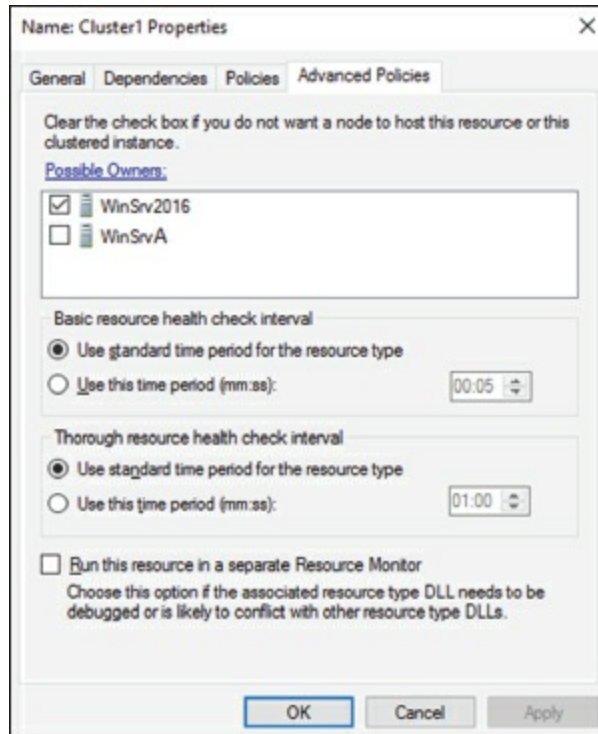 Name: Cluster1 Properties
General Dependencies Policies Advanced Policies
Clear the check box if you do not want a node to host this resource or this
clustered instance.
Possible Owners:
WinSrv2016
WinSrvA
Basic resource health check interval
Use standard time period for the resource type
Use this time period (mm:ss):
00:05
Thorough resource health check interval
Use standard time period for the resource type
Use this time period (mm:ss):
01:00
Run this resource in a separate Resource Monitor
Choose this option if the associated resource type DLL needs to be
debugged or is likely to conflict with other resource type DLLs.
OK Cancel Apply